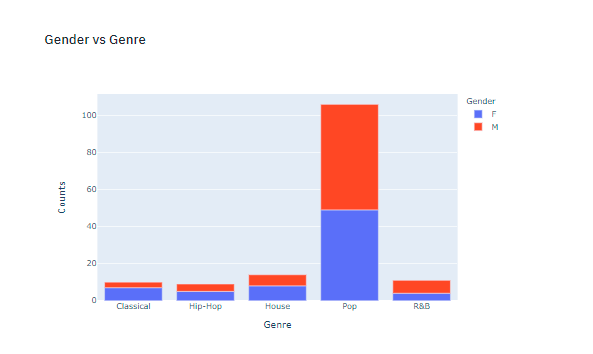 Gender vs Genre
Gender
F
M
100
80
60
40
20
0
Counts
Classical Hip-Hop House Pop R&B
Genre